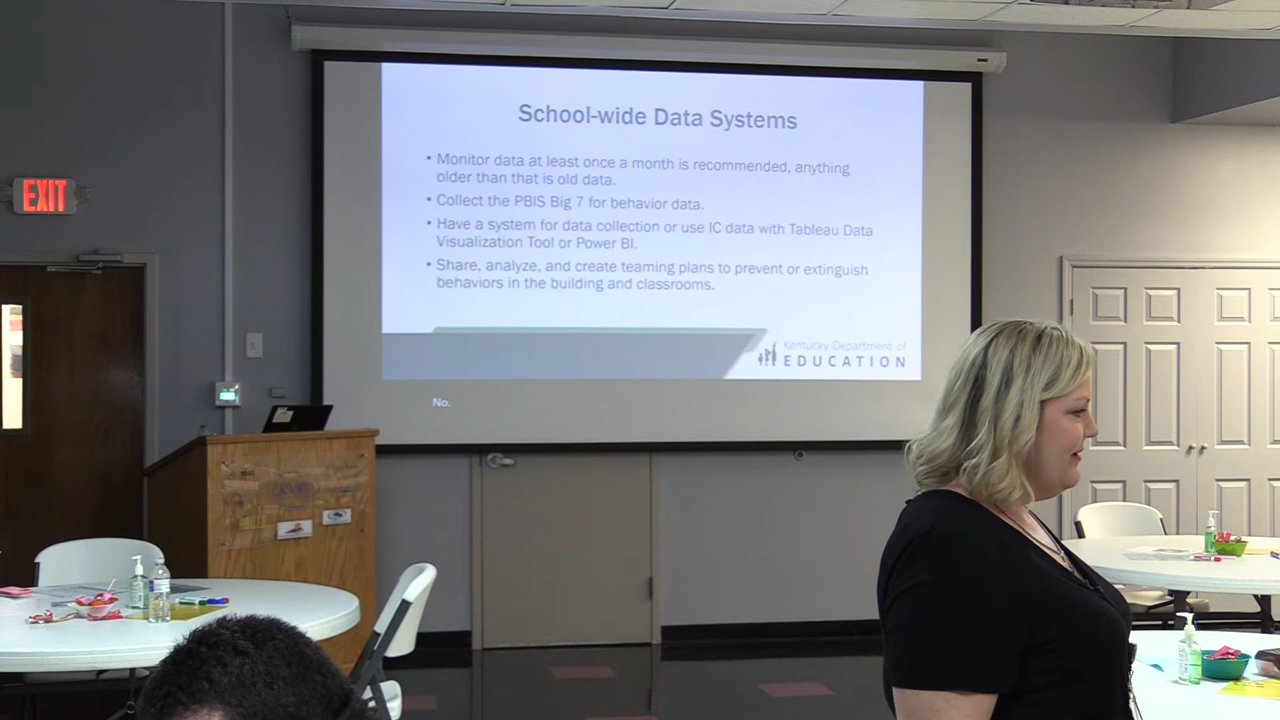 School-wide Data Systems
• Monitor data at least once a month is recommended, anything
older than that is old data.
• Collect the PBIS Big 7 for behavior data.
• Have a system for data collection or use IC data with Tableau Data
Visualization Tool or Power BI.
• Share, analyze, and create teaming plans to prevent or extinguish
behaviors in the building and classrooms.
Kentucky Department of
EDUCATION
No.
EXIT